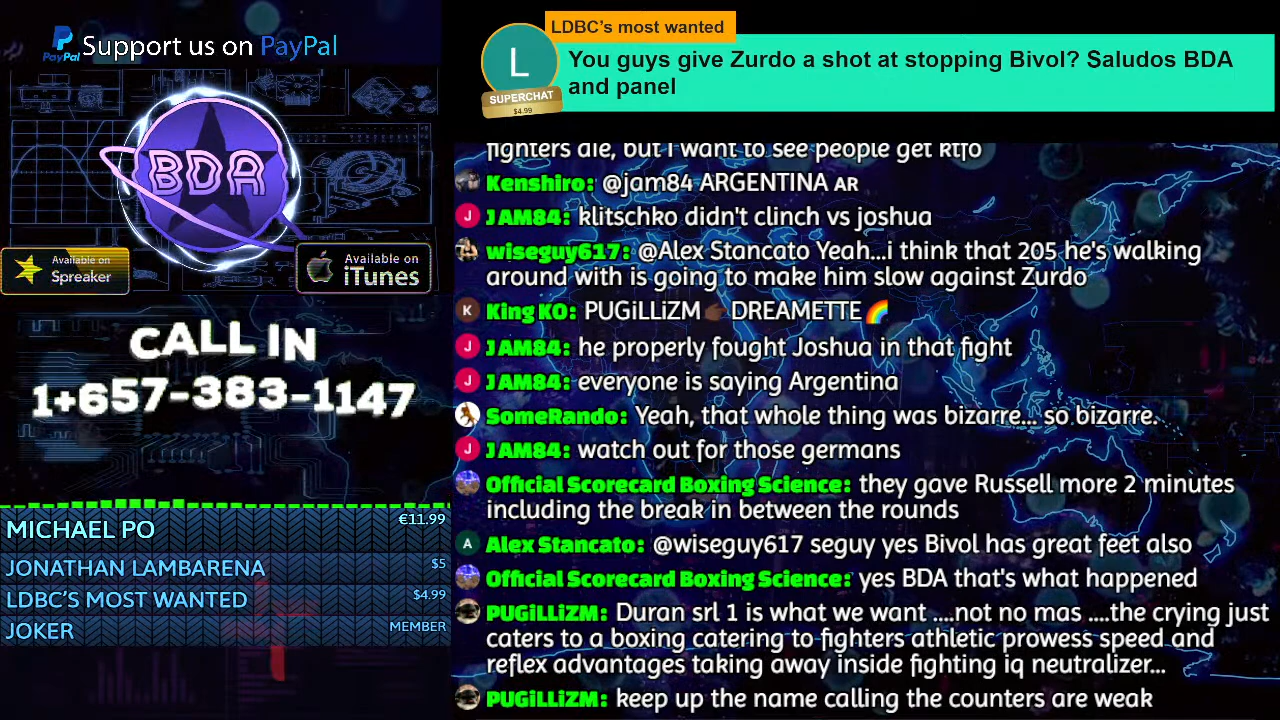 PayPal
Support us on PayPal
BDA
Available on
Spreaker
Available on
iTunes
CALL IN
1+657-383-1147
MICHAEL PO €11.99
JONATHAN LAMBARENA $5
LDBC'S MOST WANTED $4.99
JOKER MEMBER
LDBC's most wanted
L
SUPERCHAT
$4.99
You guys give Zurdo a shot at stopping Bivol? Saludos BDA
and panel
fighters die, but I want to see people get ktfo
Kenshiro: @jam84 ARGENTINA AR
J JAM84: klitschko didn't clinch vs joshua
wiseguy617: @Alex Stancato Yeah...i think that 205 he's walking
around with is going to make him slow against Zurdo
K King KO: PUGiLLiZM 🤛🏾 DREAMETTE🌈
J JAM84: he properly fought Joshua in that fight
J JAM84: everyone is saying Argentina
SomeRando: Yeah, that whole thing was bizarre... so bizarre.
J JAM84: watch out for those germans
Official Scorecard Boxing Science: they gave Russell more 2 minutes
including the break in between the rounds
A Alex Stancato: @wiseguy617 seguy yes Bivol has great feet also
Official Scorecard Boxing Science: yes BDA that's what happened
PUGiLLiZM: Duran srl 1 is what we want ....not no mas ....the crying just
caters to a boxing catering to fighters athletic prowess speed and
reflex advantages taking away inside fighting iq neutralizer...
PUGiLLiZM: keep up the name calling the counters are weak